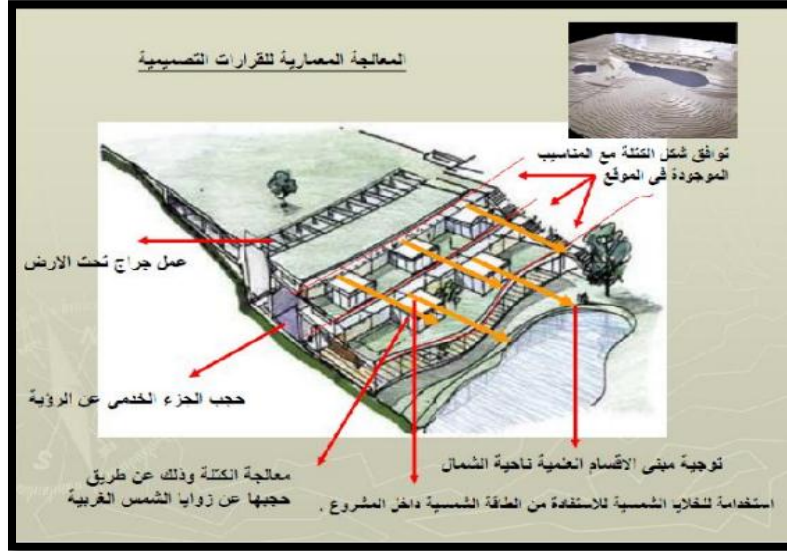 المعالجة المعمارية للقرارات التصميمية
توافق شكل الكتلة مع المناسيب
الموجودة في الموقع
عمل جراج تحت الارض
حجب الجزء الخدمى عن الرؤية
توجية مبنى الاقسام العلمية ناحية الشمال
معالجة الكتلة وذلك عن طريق
حجبها عن زوايا الشمس الغربية
استخدامة للخلايا الشمسية للاستفادة من الطاقة الشمسية داخل المشروع .